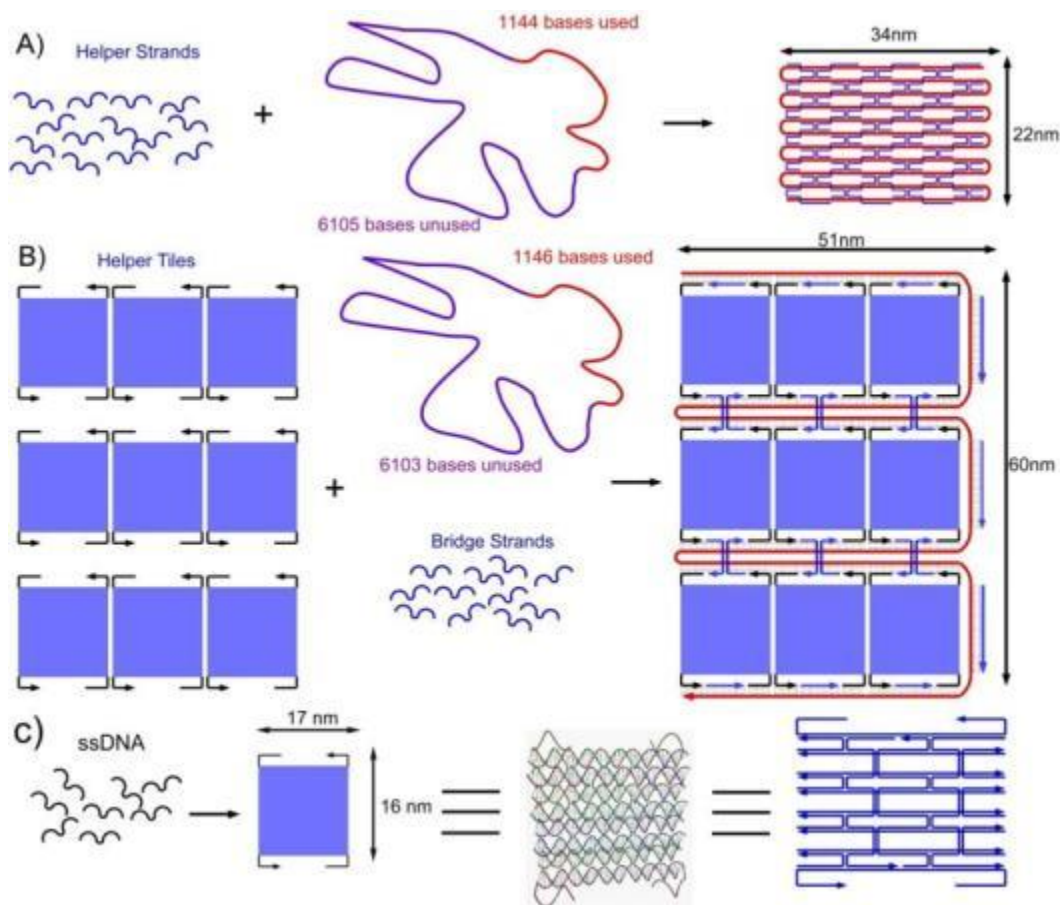 A)
Helper Strands
+
1144 bases used
6105 bases unused
34nm
22nm
B)
Helper Tiles
+
1146 bases used
6103 bases unused
Bridge Strands
51nm
60nm
c)
ssDNA
17 nm
16 nm